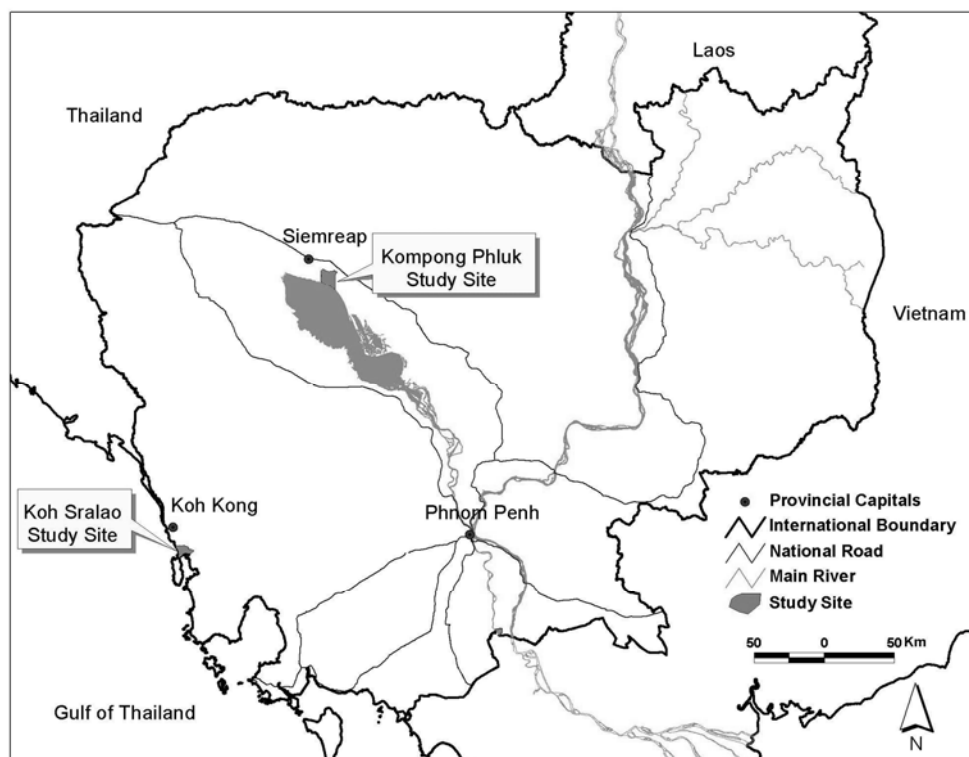 Laos
Thailand
Siemreap
Kompong Phluk
Study Site
Vietnam
Koh Sralao
Study Site
Koh Kong
Phnom Penh
Provincial Capitals
International Boundary
National Road
Main River
Study Site
50 0 50 Km
Gulf of Thailand
N